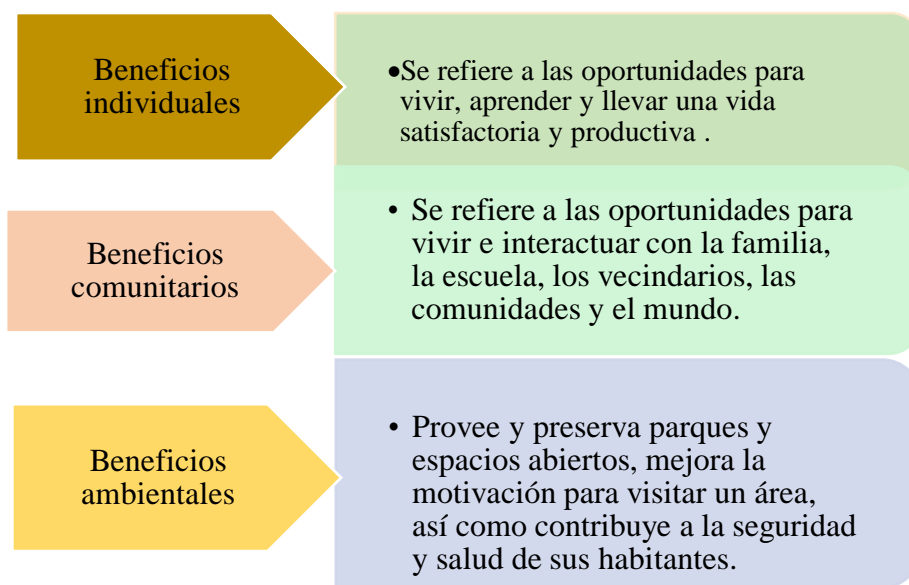 Beneficios
individuales
•Se refiere a las oportunidades para
vivir, aprender y llevar una vida
satisfactoria y productiva .
Beneficios
comunitarios
• Se refiere a las oportunidades para
vivir e interactuar con la familia,
la escuela, los vecindarios, las
comunidades y el mundo.
Beneficios
ambientales
• Provee y preserva parques y
espacios abiertos, mejora la
motivación para visitar un área,
así como contribuye a la seguridad
y salud de sus habitantes.